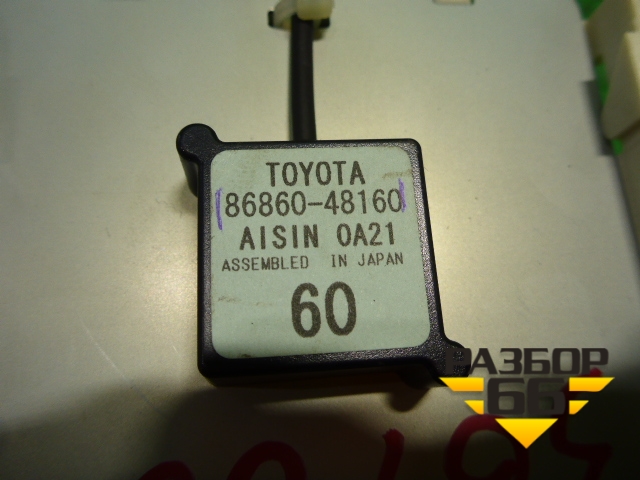 TOYOTA
86860-48160
AISIN 0A21
ASSEMBLED IN JAPAN
60
РАЗБОР
66